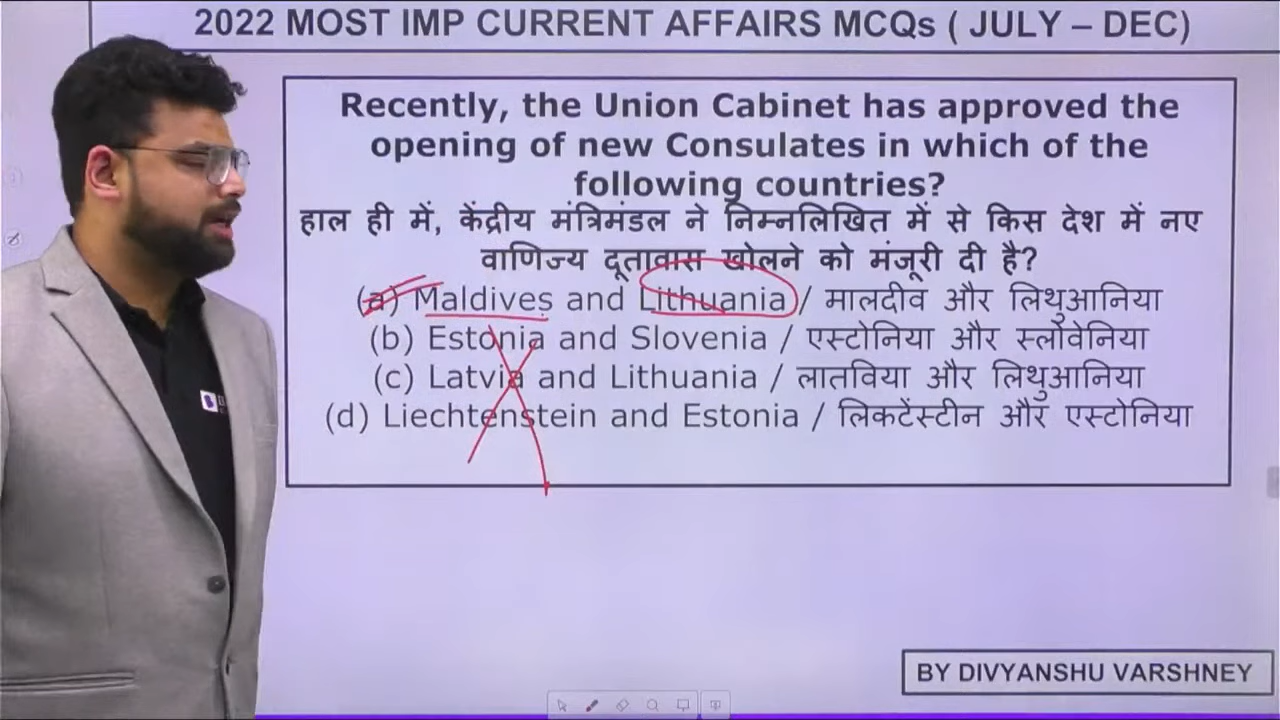 2022 MOST IMP CURRENT AFFAIRS MCQs ( JULY – DEC)
Recently, the Union Cabinet has approved the
opening of new Consulates in which of the
following countries?
हाल ही में, केंद्रीय मंत्रिमंडल ने निम्नलिखित में से किस देश में नए
वाणिज्य दूतावास खोलने को मंजूरी दी है?
(a) Maldives and Lithuania / मालदीव और लिथुआनिया
(b) Estonia and Slovenia / एस्टोनिया और स्लोवेनिया
(c) Latvia and Lithuania / लातविया और लिथुआनिया
(d) Liechtenstein and Estonia / लिकटेंस्टीन और एस्टोनिया
BY DIVYANSHU VARSHNEY